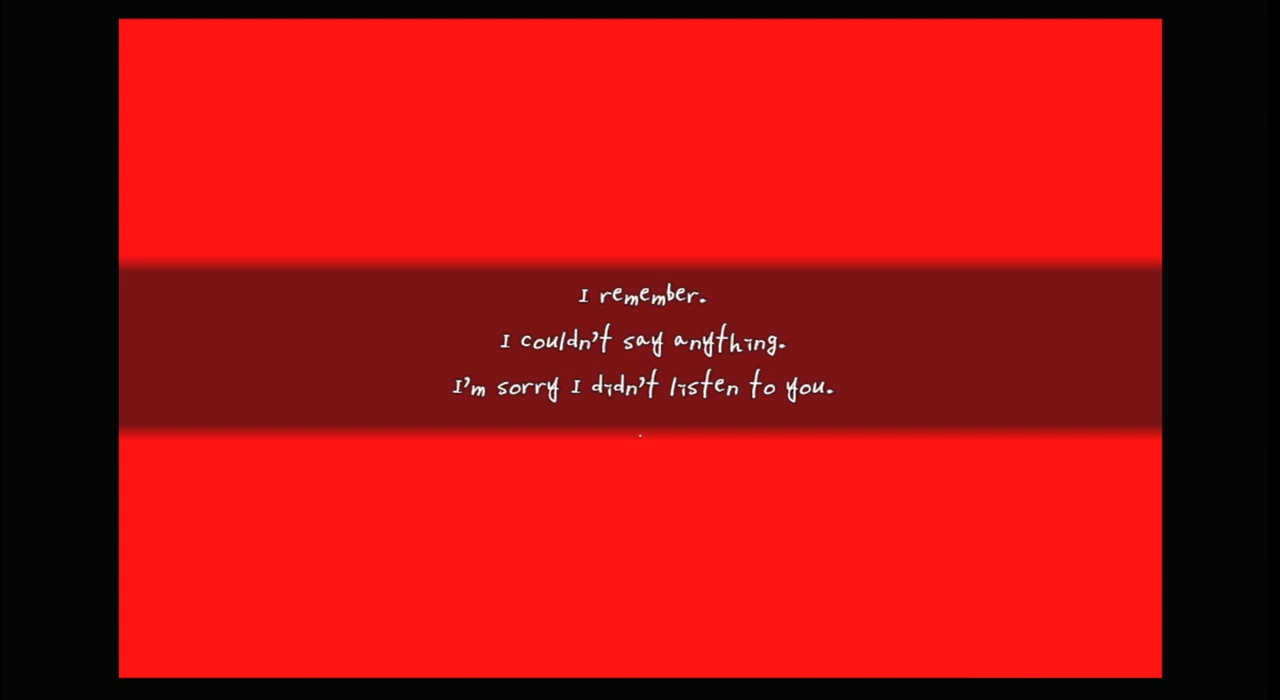 I remember.
I couldn't say anything.
I'm sorry I didn't listen to you.